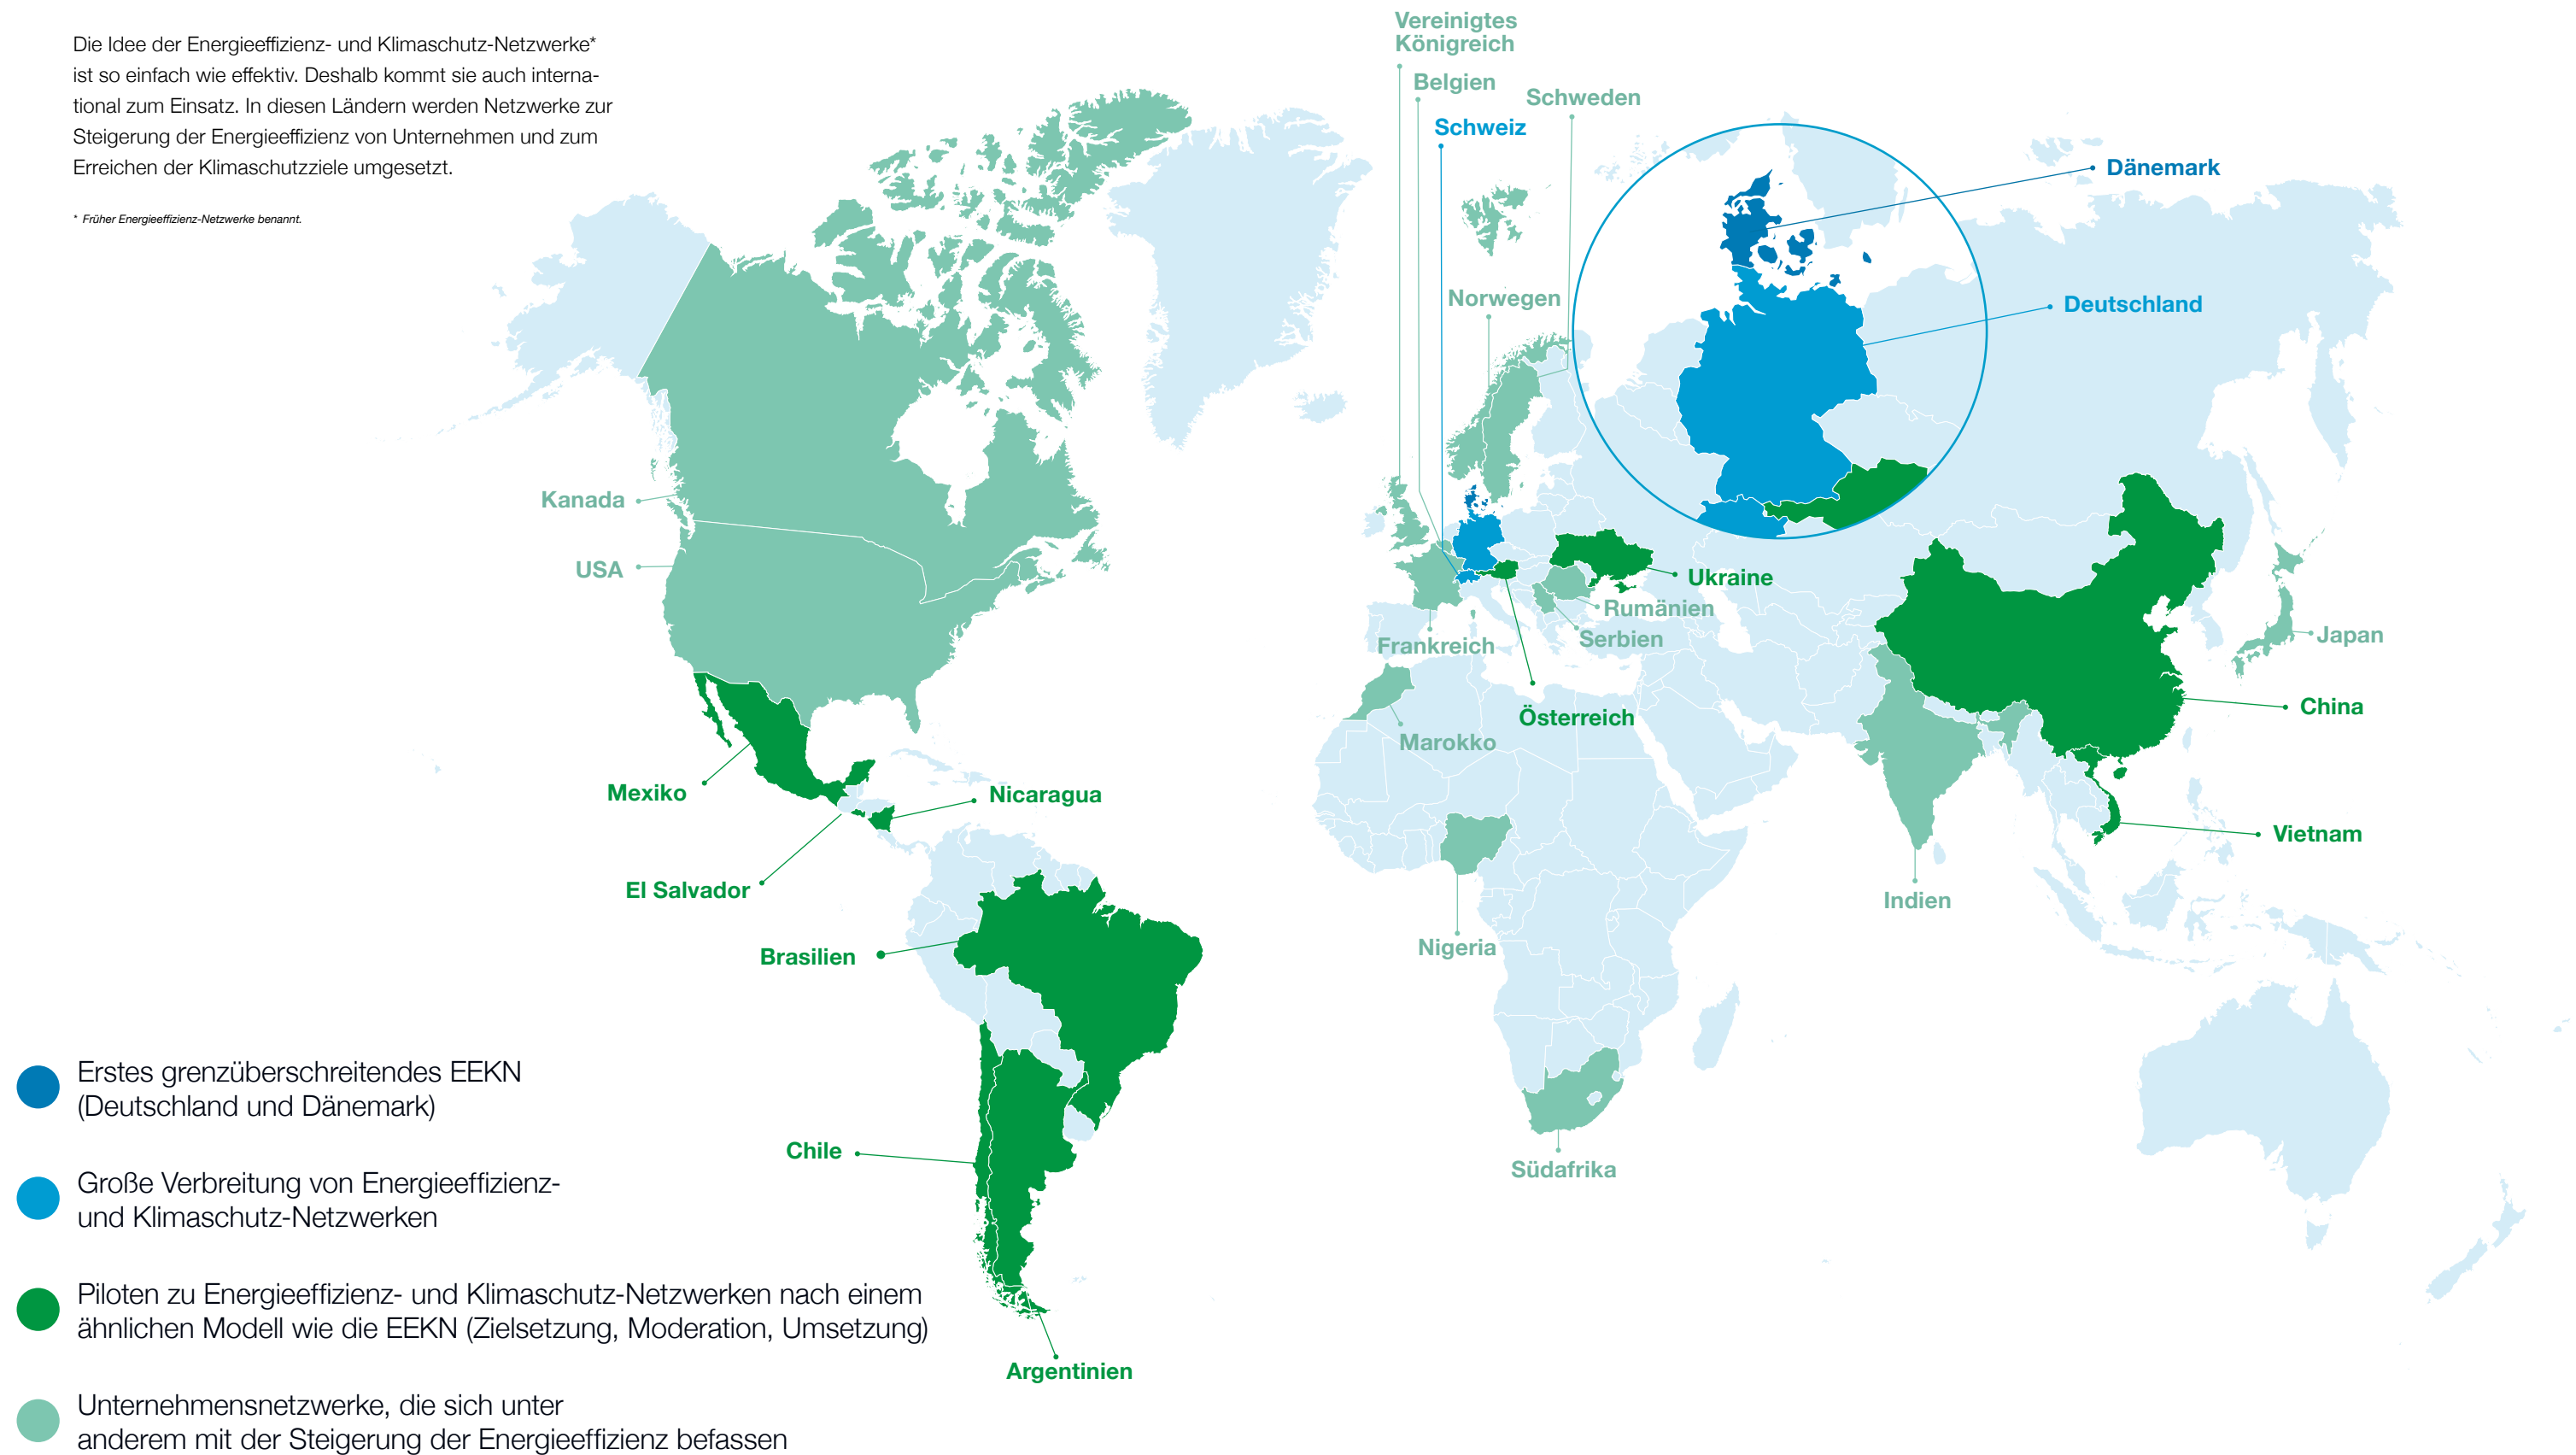 Die Idee der Energieeffizienz- und Klimaschutz-Netzwerke*
ist so einfach wie effektiv. Deshalb kommt sie auch interna-
tional zum Einsatz. In diesen Ländern werden Netzwerke zur
Steigerung der Energieeffizienz von Unternehmen und zum
Erreichen der Klimaschutzziele umgesetzt.
* Früher Energieeffizienz-Netzwerke benannt.
Vereinigtes
Königreich
Belgien
Schweden
Schweiz
Dänemark
Norwegen
Deutschland
Kanada
USA
Ukraine
Rumänien
Serbien
Frankreich
Japan
China
Österreich
Marokko
Mexiko
Nicaragua
Vietnam
El Salvador
Indien
Nigeria
Brasilien
Chile
Südafrika
Argentinien
Erstes grenzüberschreitendes EEKN
(Deutschland und Dänemark)
Große Verbreitung von Energieeffizienz-
und Klimaschutz-Netzwerken
Piloten zu Energieeffizienz- und Klimaschutz-Netzwerken nach einem
ähnlichen Modell wie die EEKN (Zielsetzung, Moderation, Umsetzung)
Unternehmensnetzwerke, die sich unter
anderem mit der Steigerung der Energieeffizienz befassen